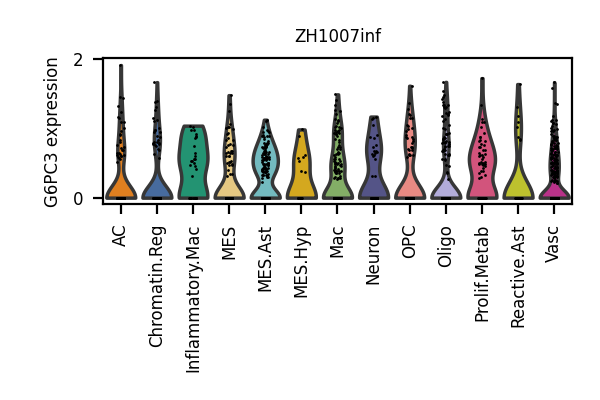 ZH1007inf
G6PC3 expression
2
0
AC
Chromatin.Reg
Inflammatory.Mac
MES
MES.Ast
MES.Hyp
Mac
Neuron
OPC
Oligo
Prolif.Metab
Reactive.Ast
Vasc